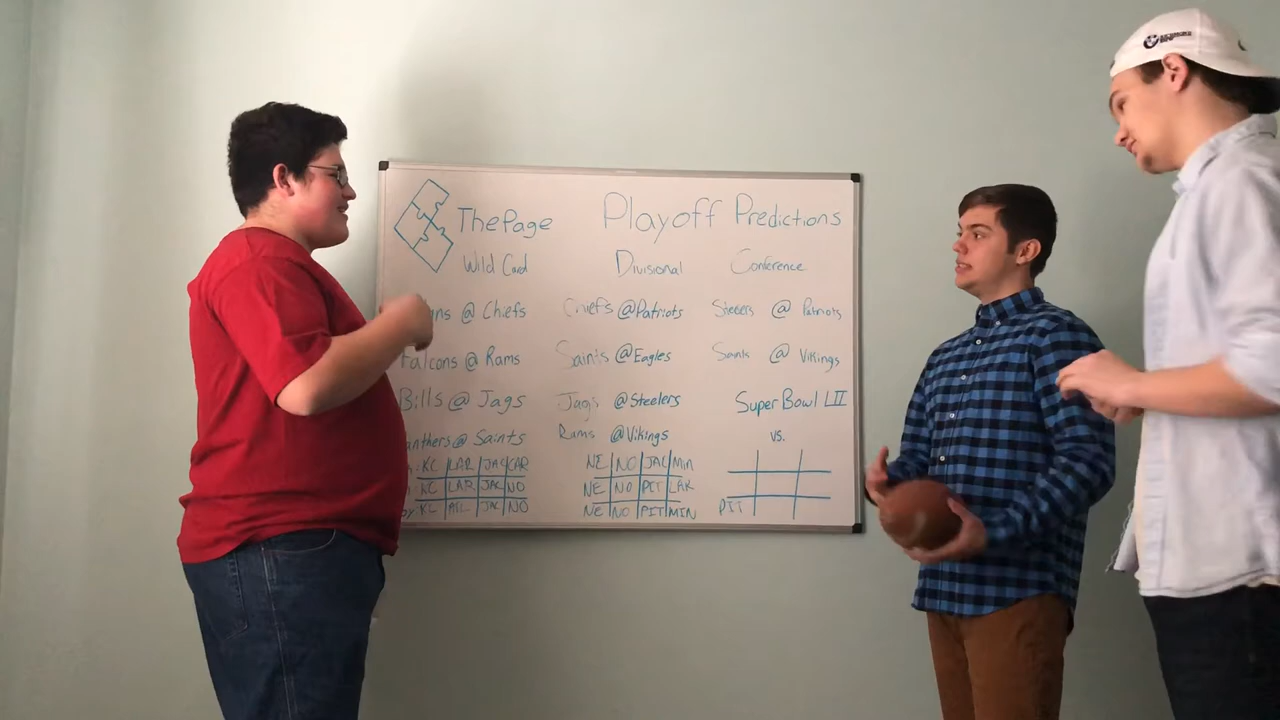 ThePage Playoff Predictions
Wild Card Divisional Conference
@ Chiefs Chiefs @Patriots Steelers @ Patriots
Falcons @ Rams Saints @Eagles Saints @ Vikings
Bills @ Jags Jags @Steelers SuperBowl LII
anthers@ Saints Rams @Vikings vs.
KC LAR JAC CAR NE NO JAC Min
KC LAR JAC NO NE NO PIT LAR
KC ATL JAC NO NE NO PIT MIN PIT